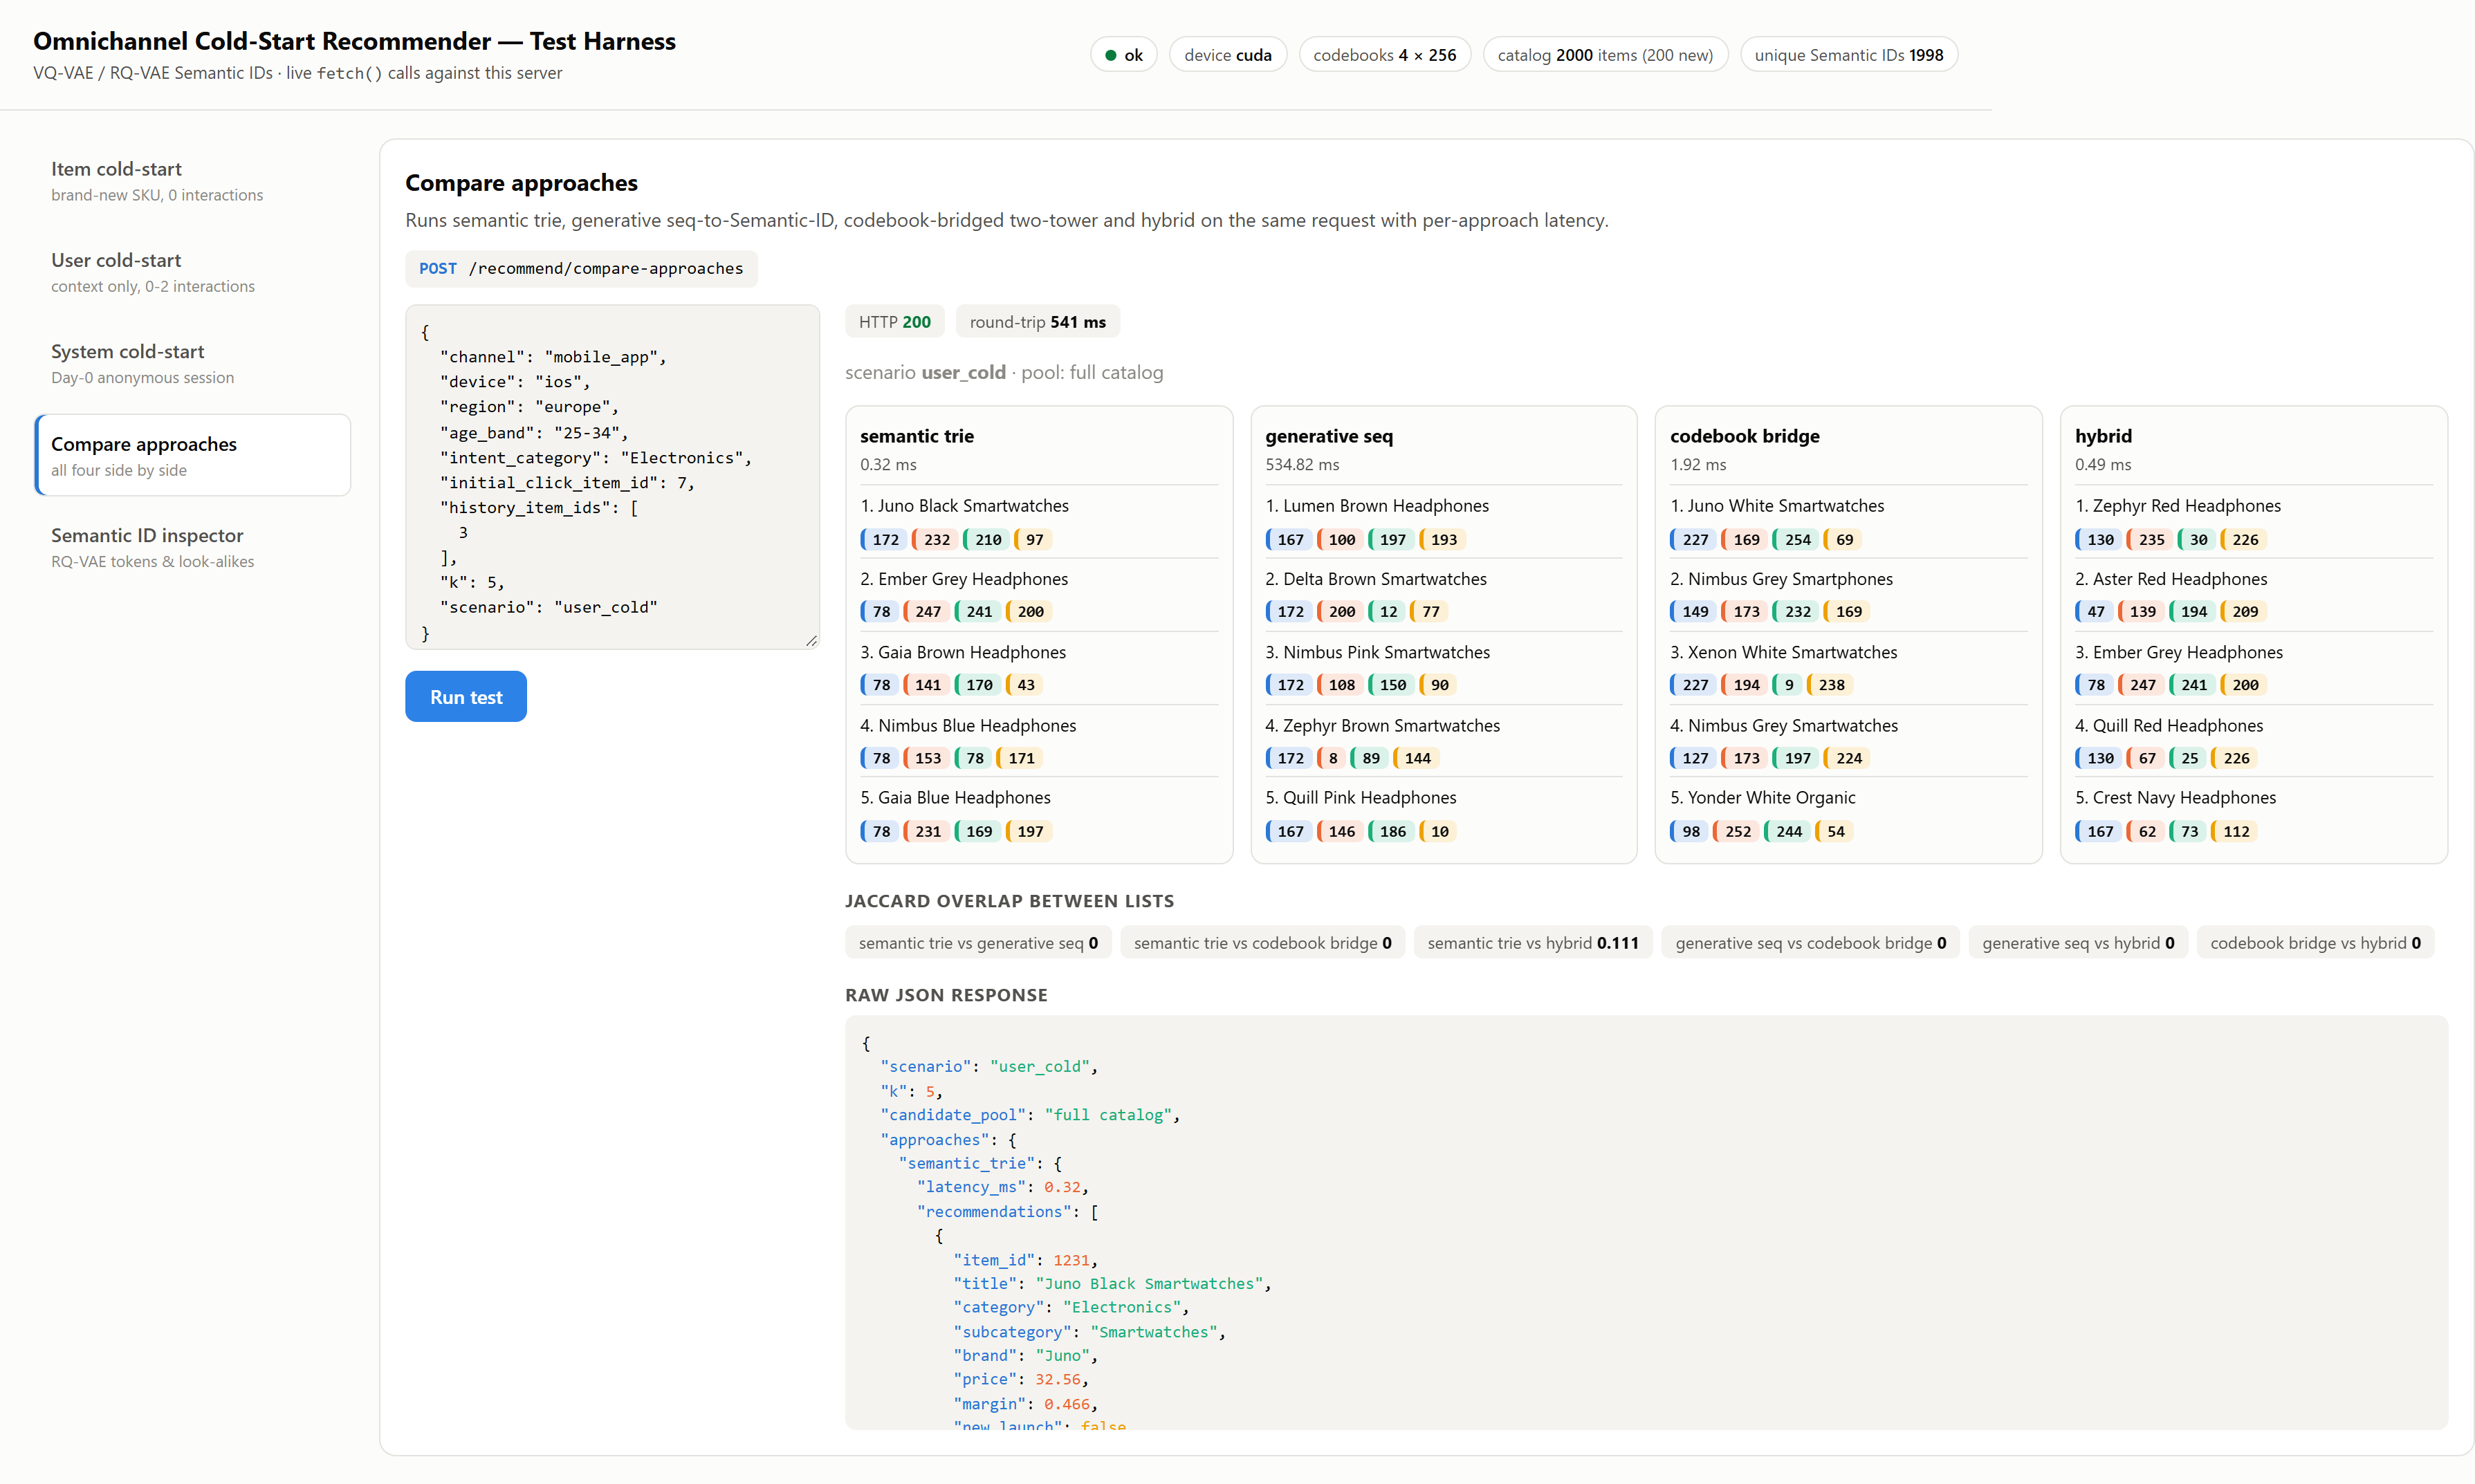 Omnichannel Cold-Start Recommender — Test Harness
VQ-VAE / RQ-VAE Semantic IDs · live fetch() calls against this server
ok
device cuda
codebooks 4 × 256
catalog 2000 items (200 new)
unique Semantic IDs 1998
Item cold-start
brand-new SKU, 0 interactions
User cold-start
context only, 0-2 interactions
System cold-start
Day-0 anonymous session
Compare approaches
all four side by side
Semantic ID inspector
RQ-VAE tokens & look-alikes
Compare approaches
Runs semantic trie, generative seq-to-Semantic-ID, codebook-bridged two-tower and hybrid on the same request with per-approach latency.
POST /recommend/compare-approaches
{
"channel": "mobile_app",
"device": "ios",
"region": "europe",
"age_band": "25-34",
"intent_category": "Electronics",
"initial_click_item_id": 7,
"history_item_ids": [
3
],
"k": 5,
"scenario": "user_cold"
}
Run test
HTTP 200
round-trip 541 ms
scenario user_cold · pool: full catalog
semantic trie
0.32 ms
1. Juno Black Smartwatches
172 232 210 97
2. Ember Grey Headphones
78 247 241 200
3. Gaia Brown Headphones
78 141 170 43
4. Nimbus Blue Headphones
78 153 78 171
5. Gaia Blue Headphones
78 231 169 197
generative seq
534.82 ms
1. Lumen Brown Headphones
167 100 197 193
2. Delta Brown Smartwatches
172 200 12 77
3. Nimbus Pink Smartwatches
172 108 150 90
4. Zephyr Brown Smartwatches
172 8 89 144
5. Quill Pink Headphones
167 146 186 10
codebook bridge
1.92 ms
1. Juno White Smartwatches
227 169 254 69
2. Nimbus Grey Smartphones
149 173 232 169
3. Xenon White Smartwatches
227 194 9 238
4. Nimbus Grey Smartwatches
127 173 197 224
5. Yonder White Organic
98 252 244 54
hybrid
0.49 ms
1. Zephyr Red Headphones
130 235 30 226
2. Aster Red Headphones
47 139 194 209
3. Ember Grey Headphones
78 247 241 200
4. Quill Red Headphones
130 67 25 226
5. Crest Navy Headphones
167 62 73 112
JACCARD OVERLAP BETWEEN LISTS
semantic trie vs generative seq 0
semantic trie vs codebook bridge 0
semantic trie vs hybrid 0.111
generative seq vs codebook bridge 0
generative seq vs hybrid 0
codebook bridge vs hybrid 0
RAW JSON RESPONSE
{
"scenario": "user_cold",
"k": 5,
"candidate_pool": "full catalog",
"approaches": {
"semantic_trie": {
"latency_ms": 0.32,
"recommendations": [
{
"item_id": 1231,
"title": "Juno Black Smartwatches",
"category": "Electronics",
"subcategory": "Smartwatches",
"brand": "Juno",
"price": 32.56,
"margin": 0.466,
"new_launch": false